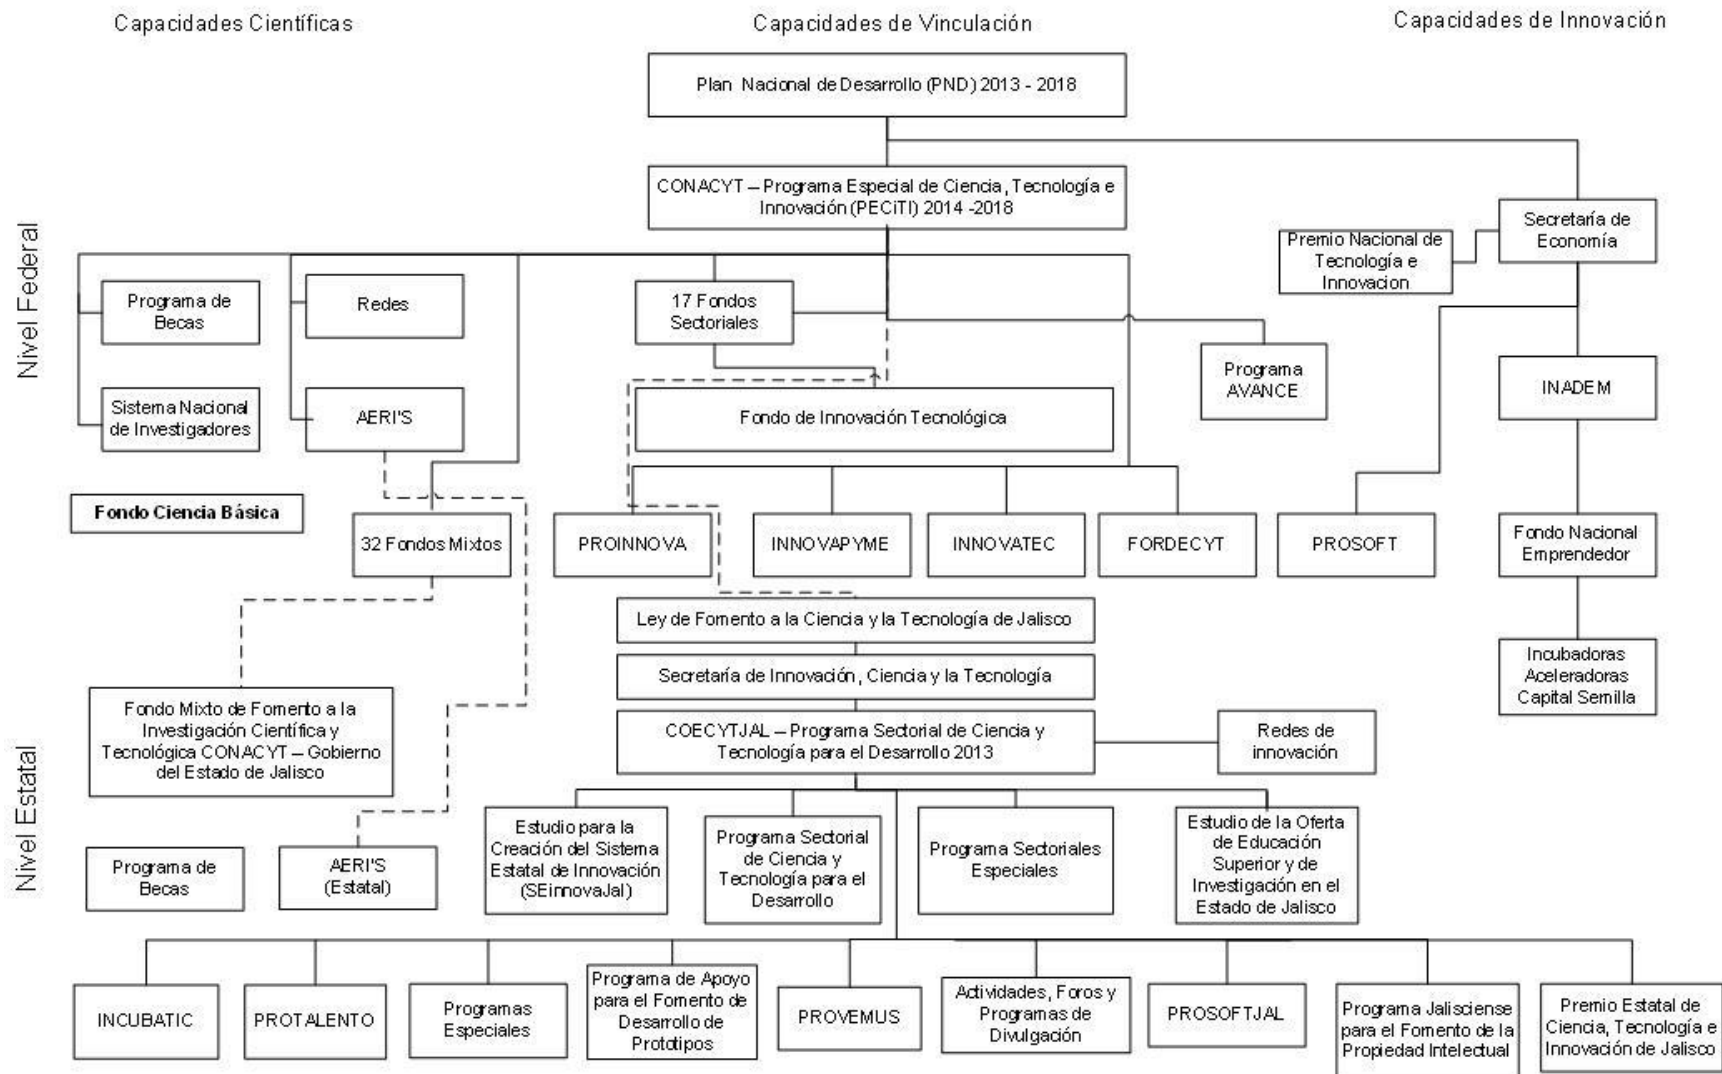 Capacidades Científicas
Capacidades de Vinculación
Capacidades de Innovación
Plan Nacional de Desarrollo (PND) 2013 - 2018
CONACYT – Programa Especial de Ciencia, Tecnología e
Innovación (PECiTI) 2014 -2018
Secretaría de
Economía
Premio Nacional de
Tecnología e
Innovacion
Nivel Federal
Programa de
Becas
Redes
17 Fondos
Sectoriales
Programa
AVANCE
INADEM
Sistema Nacional
de Investigadores
AERI'S
Fondo de Innovación Tecnológica
Fondo Ciencia Básica
32 Fondos Mixtos
PROINNOVA
INNOVAPYME
INNOVATEC
FORDECYT
PROSOFT
Fondo Nacional
Emprendedor
Ley de Fomento a la Ciencia y la Tecnología de Jalisco
Secretaría de Innovación, Ciencia y la Tecnología
Incubadoras
Aceleradoras
Capital Semilla
Nivel Estatal
Fondo Mixto de Fomento a la
Investigación Científica y
Tecnológica CONACYT – Gobierno
del Estado de Jalisco
COECYTJAL – Programa Sectorial de Ciencia y
Tecnología para el Desarrollo 2013
Redes de
innovación
Programa de
Becas
AERI'S
(Estatal)
Estudio para la
Creación del Sistema
Estatal de Innovación
(SEinnovaJal)
Programa Sectorial
de Ciencia y
Tecnología para el
Desarrollo
Programa Sectoriales
Especiales
Estudio de la Oferta
de Educación
Superior y de
Investigación en el
Estado de Jalisco
INCUBATIC
PROTALENTO
Programas
Especiales
Programa de Apoyo
para el Fomento de
Desarrollo de
Prototipos
PROVEMUS
Actividades, Foros y
Programas de
Divulgación
PROSOFTJAL
Programa Jalisciense
para el Fomento de la
Propiedad Intelectual
Premio Estatal de
Ciencia, Tecnología e
Innovación de Jalisco